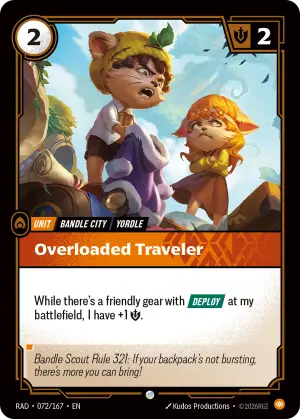 2
2
UNIT
BANDLE CITY
YORDLE
Overloaded Traveler
While there's a friendly gear with DEPLOY at my
battlefield, I have +1.
Bandle Scout Rule 321: If your backpack's not bursting,
there's more you can bring!
RAD • 072/167 • EN
Kudos Productions • ©2026RGI